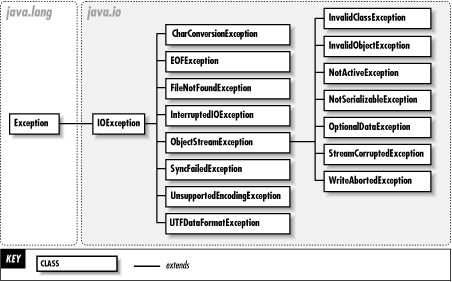 java.lang
java.io
Exception
IOException
CharConversionException
EOFException
FileNotFoundException
InterruptedIOException
ObjectStreamException
SyncFailedException
UnsupportedEncodingException
UTFDataFormatException
InvalidClassException
InvalidObjectException
NotActiveException
NotSerializableException
OptionalDataException
StreamCorruptedException
WriteAbortedException
KEY
CLASS
extends